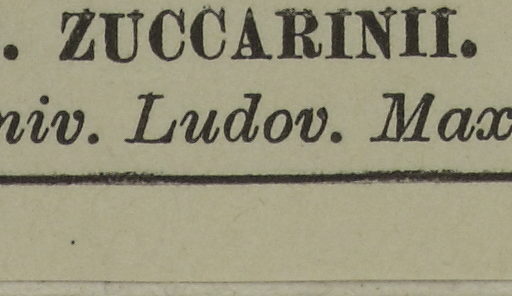 . ZUCCARINII.
niv. Ludov. Max